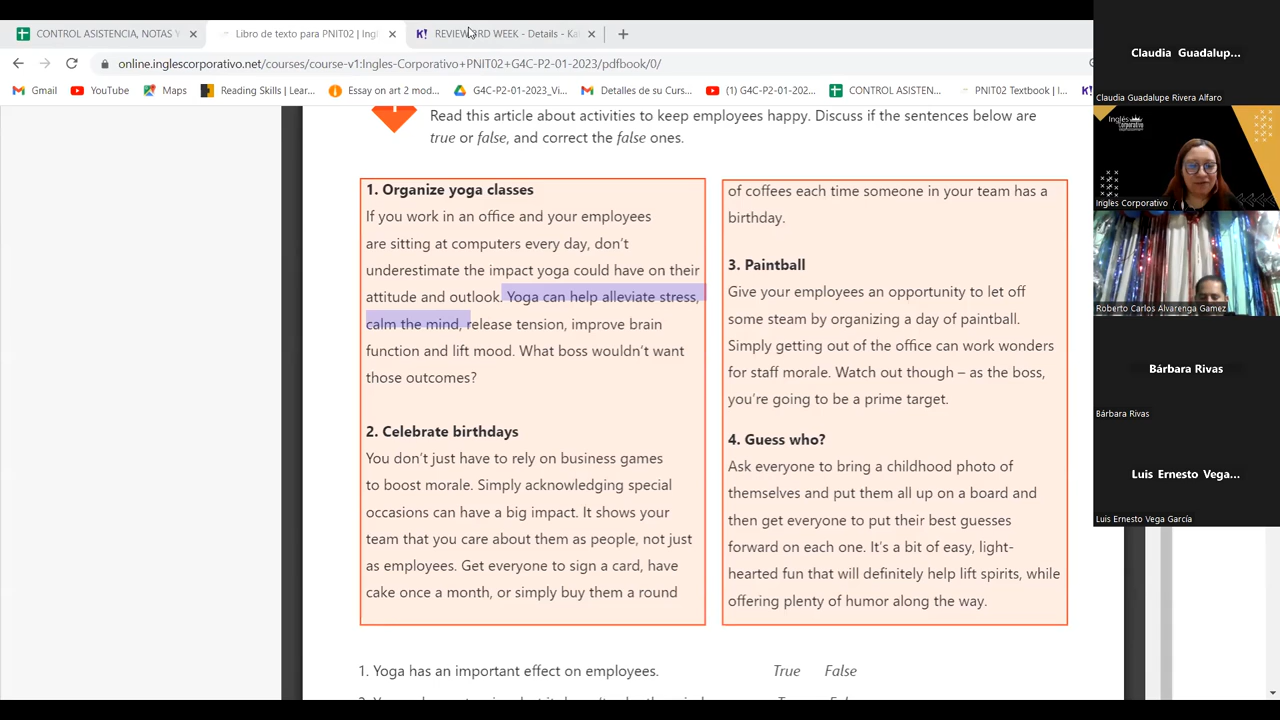 CONTROL ASISTENCIA, NOTAS Y
Libro de texto para PNIT02 | Ingl
REVIEW 3RD WEEK - Details - Ka
online.inglescorporativo.net/courses/course-v1:Ingles-Corporativo+PNIT02+G4C-P2-01-2023/pdfbook/0/
Gmail
YouTube
Maps
Reading Skills | Lear...
Essay on art 2 mod...
G4C-P2-01-2023_Vi...
Detalles de su Curs...
(1) G4C-P2-01-202...
CONTROL ASISTEN...
PNIT02 Textbook | I...
Read this article about activities to keep employees happy. Discuss if the sentences below are
true or false, and correct the false ones.
1. Organize yoga classes
If you work in an office and your employees
are sitting at computers every day, don't
underestimate the impact yoga could have on their
attitude and outlook. Yoga can help alleviate stress,
calm the mind, release tension, improve brain
function and lift mood. What boss wouldn't want
those outcomes?
2. Celebrate birthdays
You don't just have to rely on business games
to boost morale. Simply acknowledging special
occasions can have a big impact. It shows your
team that you care about them as people, not just
as employees. Get everyone to sign a card, have
cake once a month, or simply buy them a round
of coffees each time someone in your team has a
birthday.
3. Paintball
Give your employees an opportunity to let off
some steam by organizing a day of paintball.
Simply getting out of the office can work wonders
for staff morale. Watch out though – as the boss,
you're going to be a prime target.
4. Guess who?
Ask everyone to bring a childhood photo of
themselves and put them all up on a board and
then get everyone to put their best guesses
forward on each one. It's a bit of easy, light-
hearted fun that will definitely help lift spirits, while
offering plenty of humor along the way.
1. Yoga has an important effect on employees. True False
Claudia Guadalup...
Claudia Guadalupe Rivera Alfaro
Inglés
Corporativo
Ingles Corporativo
Roberto Carlos Alvarenga Gamez
Bárbara Rivas
Bárbara Rivas
Luis Ernesto Vega...
Luis Ernesto Vega García